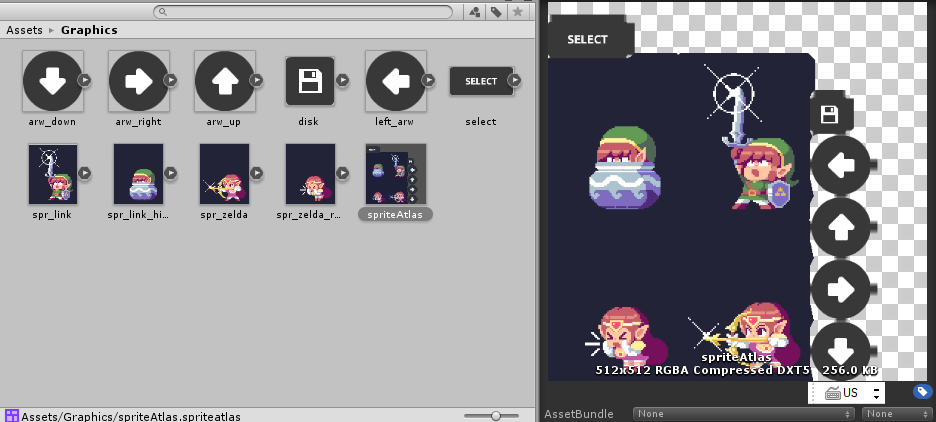 Assets ▸ Graphics
SELECT
arw_down
arw_right
arw_up
disk
left_arw
select
spr_link
spr_link_hi...
spr_zelda
spr_zelda_r...
spriteAtlas
Assets/Graphics/spriteAtlas.spriteatlas
SELECT
spriteAtlas
512x512 RGBA Compressed DXT5 256.0 KB
US
AssetBundle
None
None